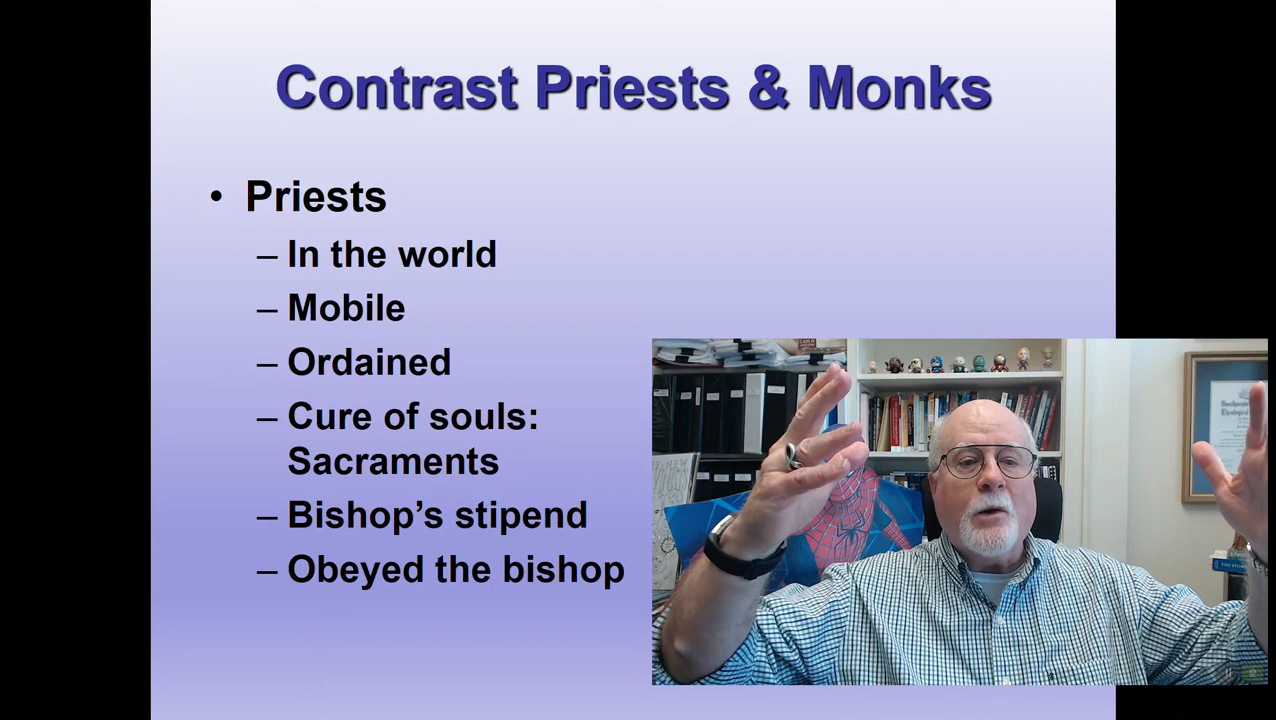 Contrast Priests & Monks
• Priests
– In the world
– Mobile
– Ordained
– Cure of souls:
Sacraments
– Bishop’s stipend
– Obeyed the bishop